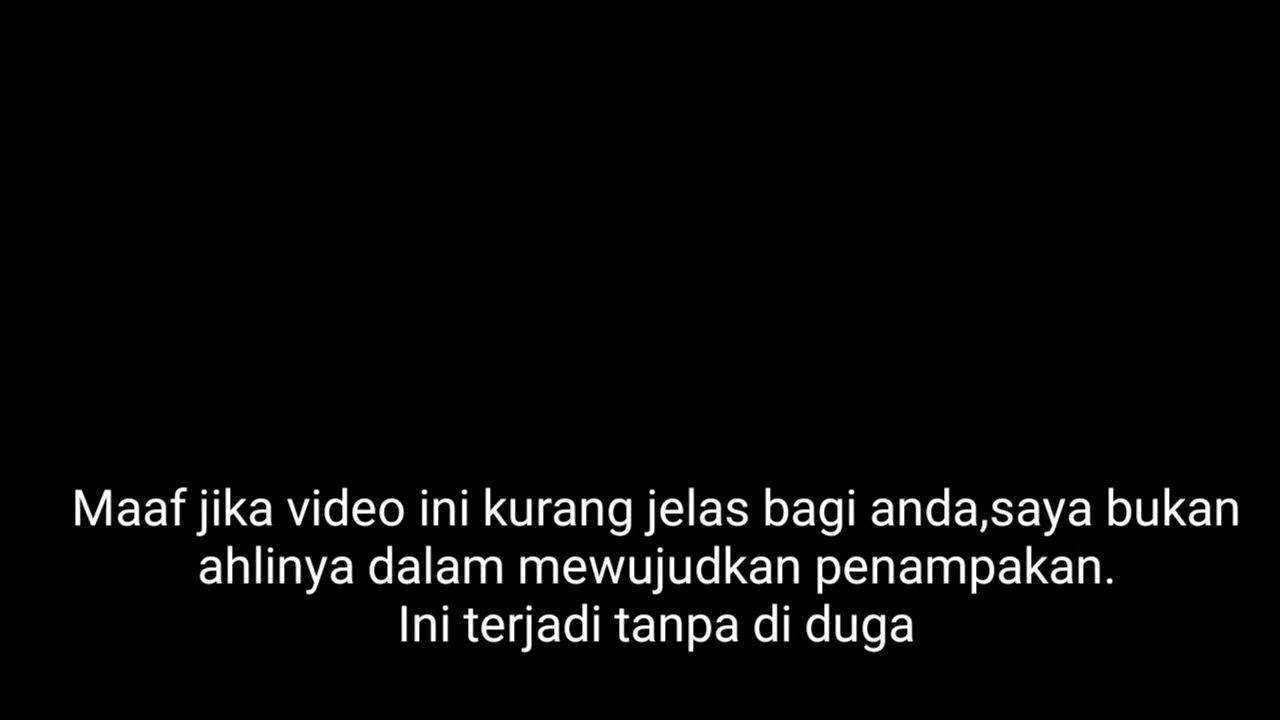 Maaf jika video ini kurang jelas bagi anda,saya bukan
ahlinya dalam mewujudkan penampakan.
Ini terjadi tanpa di duga